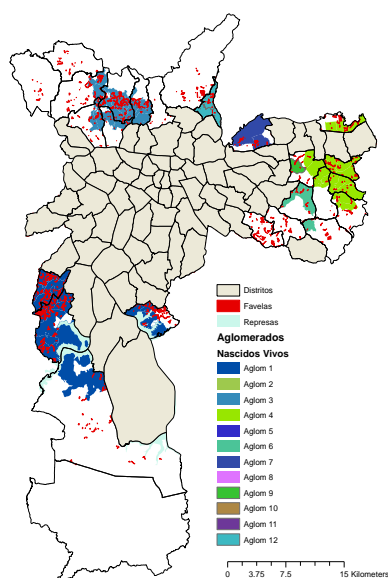 Distritos
Favelas
Represas
Aglomerados
Nascidos Vivos
Aglom 1
Aglom 2
Aglom 3
Aglom 4
Aglom 5
Aglom 6
Aglom 7
Aglom 8
Aglom 9
Aglom 10
Aglom 11
Aglom 12
0 3.75 7.5 15 Kilometers